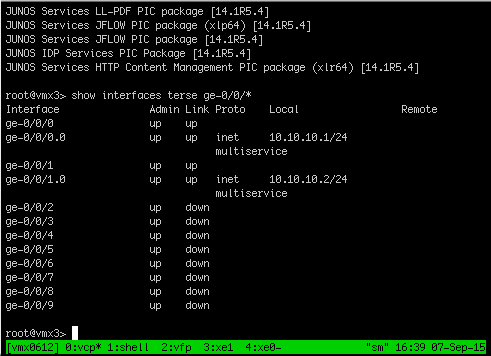 JUNOS Services LL-PDF PIC package [14.1R5.4]
JUNOS Services JFLOW PIC package (xlp64) [14.1R5.4]
JUNOS Services JFLOW PIC package [14.1R5.4]
JUNOS IDP Services PIC Package [14.1R5.4]
JUNOS Services HTTP Content Management PIC package (xlr64) [14.1R5.4]

root@vmx3> show interfaces terse ge-0/0/*
Interface               Admin Link Proto    Local                 Remote
ge-0/0/0                up    up
ge-0/0/0.0              up    up   inet     10.10.10.1/24
                                   multiservice
ge-0/0/1                up    up
ge-0/0/1.0              up    up   inet     10.10.10.2/24
                                   multiservice
ge-0/0/2                up    down
ge-0/0/3                up    down
ge-0/0/4                up    down
ge-0/0/5                up    down
ge-0/0/6                up    down
ge-0/0/7                up    down
ge-0/0/8                up    down
ge-0/0/9                up    down

root@vmx3>
[vmx0612] 0:vcp* 1:shell  2:vfp  3:xe1  4:xe0-             "sm" 16:39 07-Sep-15